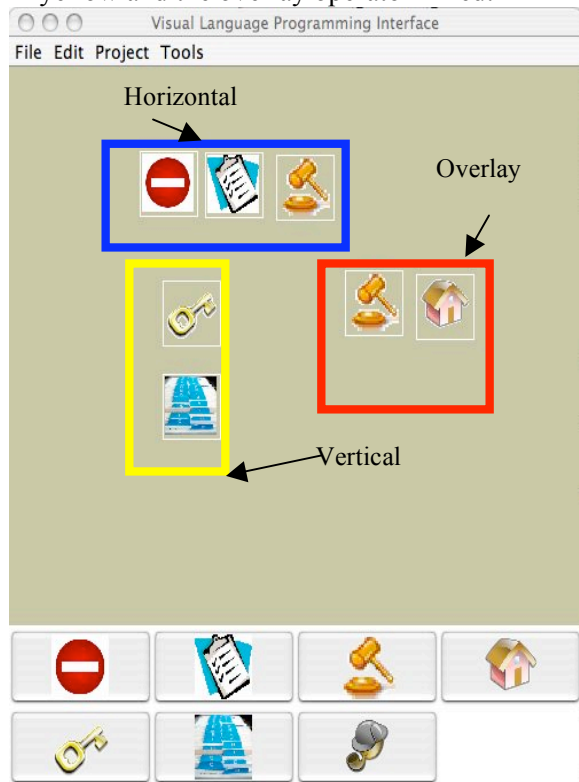 Visual Language Programming Interface
File Edit Project Tools
Horizontal
Overlay
Vertical